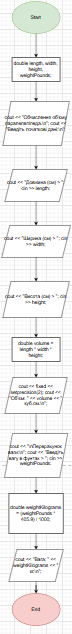 Start
double length, width,
height,
weightPounds;
cout << "Обчислення об'єму
паралелепіпеда.\n"; cout <<
"Введіть початкові дані:
cout << "Довжина (см) > ";
cin >> length;
cout << "Ширина (см) > "; cin
>> width;
cout << "Висота (см) > "; cin
>> height;
double volume =
length * width *
height;
cout << fixed <<
setprecision(2); cout <<
"Об'єм: " << volume << "
куб.см\n";
cout << "\nПерерахунок
ваги\n"; cout << "Введіть
вагу в фунтах > "; cin >>
weightPounds;
double weightKilograms
= (weightPounds *
405.9) / 1000;
cout << "Вага: " <<
weightKilograms << "
кг\n";
End